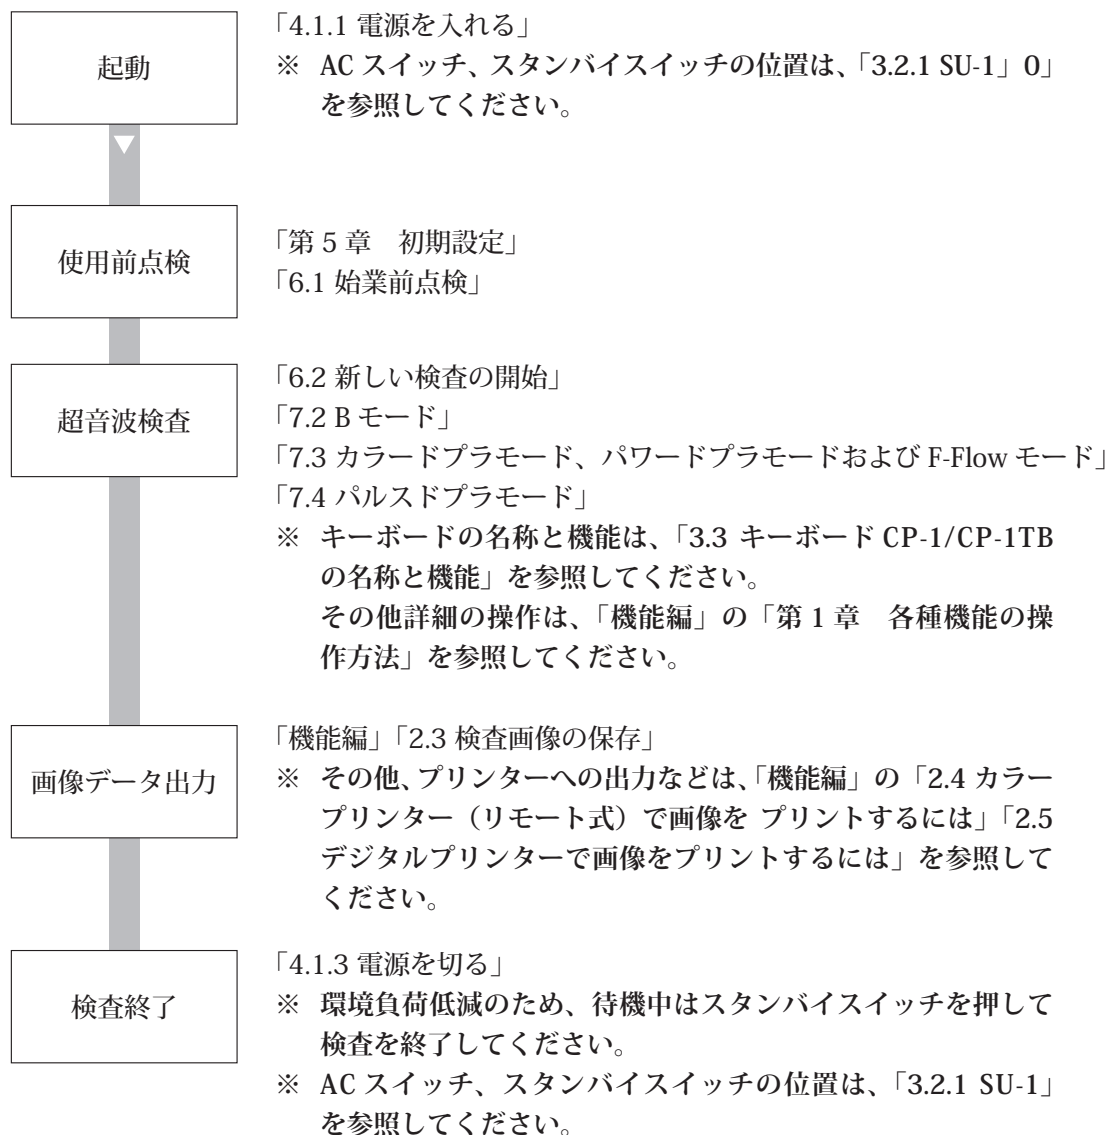 起動
「4.1.1 電源を入れる」
※ AC スイッチ、スタンバイスイッチの位置は、「3.2.1 SU-1」0」
を参照してください。
使用前点検
「第 5 章　初期設定」
「6.1 始業前点検」
超音波検査
「6.2 新しい検査の開始」
「7.2 B モード」
「7.3 カラードプラモード、パワードプラモードおよび F-Flow モード」
「7.4 パルスドプラモード」
※ キーボードの名称と機能は、「3.3 キーボード CP-1/CP-1TB
の名称と機能」を参照してください。
その他詳細の操作は、「機能編」の「第 1 章　各種機能の操
作方法」を参照してください。
画像データ出力
「機能編」「2.3 検査画像の保存」
※ その他、プリンターへの出力などは、「機能編」の「2.4 カラー
プリンター（リモート式）で画像を プリントするには」「2.5
デジタルプリンターで画像をプリントするには」を参照して
ください。
検査終了
「4.1.3 電源を切る」
※ 環境負荷低減のため、待機中はスタンバイスイッチを押して
検査を終了してください。
※ AC スイッチ、スタンバイスイッチの位置は、「3.2.1 SU-1」
を参照してください。